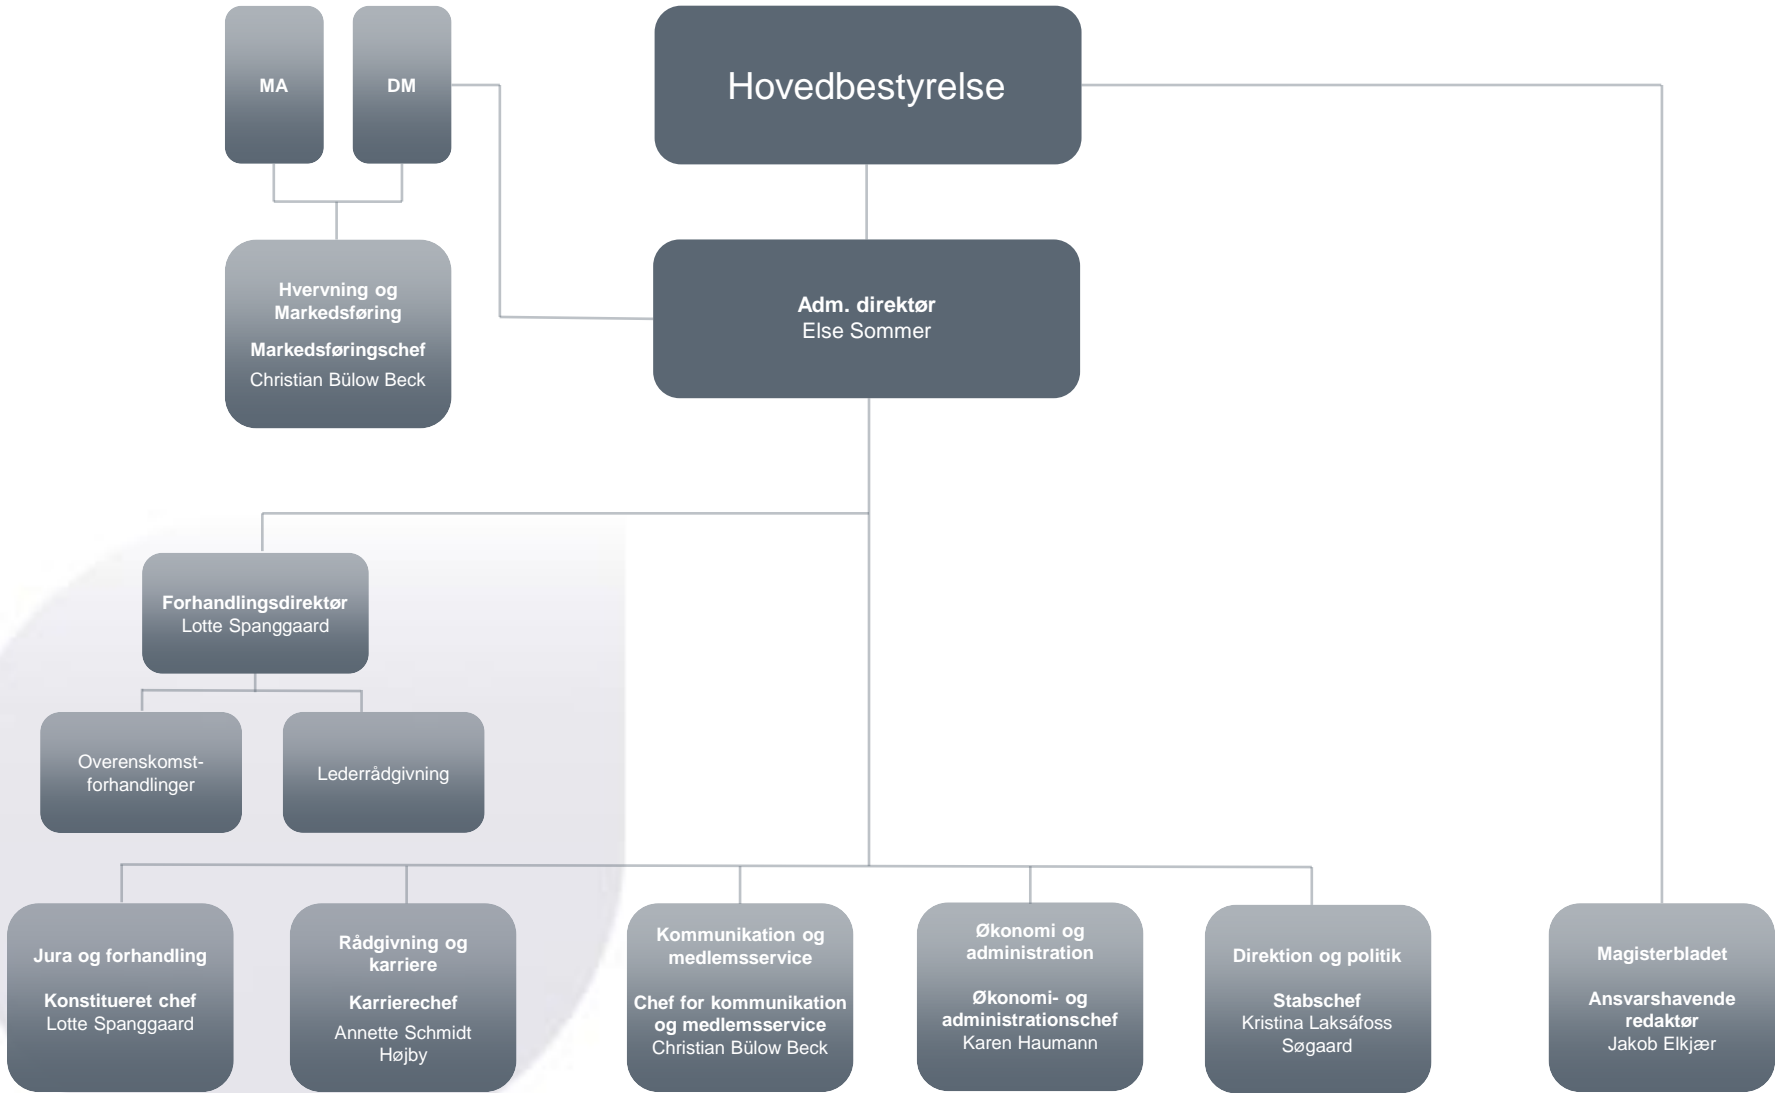 MA
DM
Hovedbestyrelse
Hvervning og
Markedsføring
Markedsføringschef
Christian Bülow Beck
Adm. direktør
Else Sommer
Forhandlingsdirektør
Lotte Spanggaard
Overenskomst-
forhandlinger
Lederrådgivning
Jura og forhandling
Konstitueret chef
Lotte Spanggaard
Rådgivning og
karriere
Karrierechef
Annette Schmidt
Højby
Kommunikation og
medlemsservice
Chef for kommunikation
og medlemsservice
Christian Bülow Beck
Økonomi og
administration
Økonomi- og
administrationschef
Karen Haumann
Direktion og politik
Stabschef
Kristina Laksáfoss
Søgaard
Magisterbladet
Ansvarshavende
redaktør
Jakob Elkjær